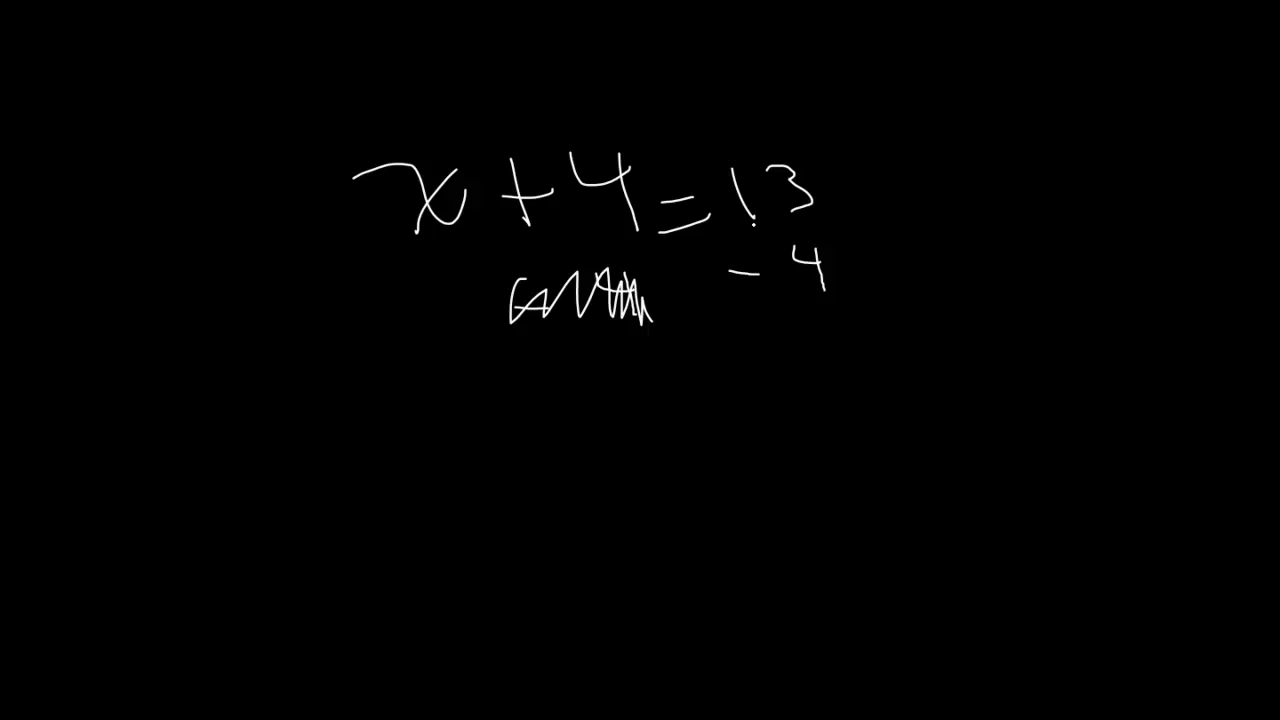 x + 4 = 13
- 4